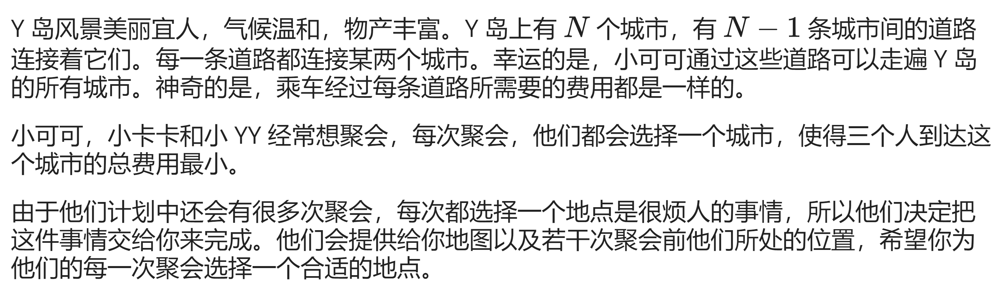 Y 岛风景美丽宜人，气候温和，物产丰富。Y 岛上有 N 个城市，有 N − 1 条城市间的道路
连接着它们。每一条道路都连接某两个城市。幸运的是，小可可通过这些道路可以走遍 Y 岛
的所有城市。神奇的是，乘车经过每条道路所需要的费用都是一样的。
小可可，小卡卡和小 YY 经常想聚会，每次聚会，他们都会选择一个城市，使得三个人到达这
个城市的总费用最小。
由于他们计划中还会有很多次聚会，每次都选择一个地点是很烦人的事情，所以他们决定把
这件事情交给你来完成。他们会提供给你地图以及若干次聚会前他们所处的位置，希望你为
他们的每一次聚会选择一个合适的地点。